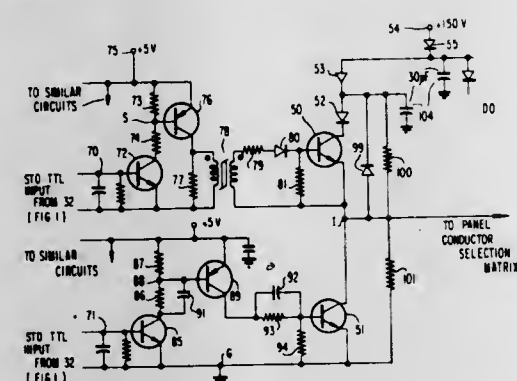 54
+150 V
55
75
+5V
53
30pf
104
DO
TO SIMILAR
CIRCUITS
73
76
50
52
S
74
78
80
99
100
70
72
79
77
81
STD TTL
INPUT
FROM 32
[FIG 1]
I
TO PANEL
CONDUCTOR
SELECTION
MATRIX
+5V
TO SIMILAR
CIRCUITS
87
88
89
86
92
101
71
91
93
51
85
94
STD TTL
INPUT
FROM 32
[FIG 1]
G